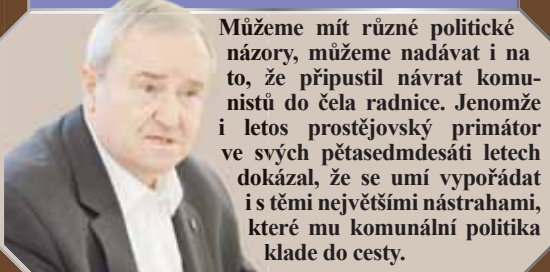 Můžeme mít různé politické
názory, můžeme nadávat i na
to, že připustil návrat komu-
nistů do čela radnice. Jenomže
i letos prostějovský primátor
ve svých pětasedmdesáti letech
dokázal, že se umí vypořádat
i s těmi největšími nástrahami,
které mu komunální politika
klade do cesty.